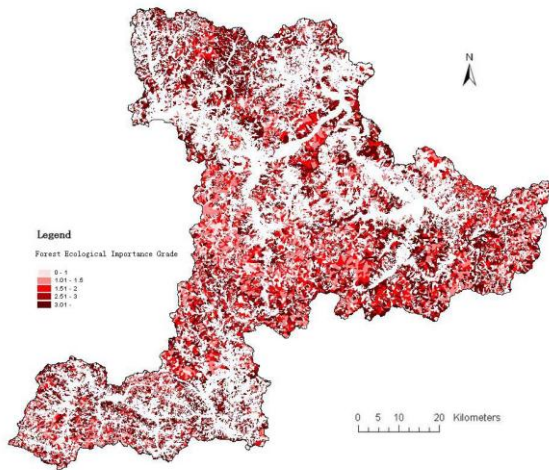 N
Legend
Forest Ecological Importance Grade
0 - 1
1.01 - 1.5
1.51 - 2
2.51 - 3
3.01 -
0 5 10 20 Kilometers